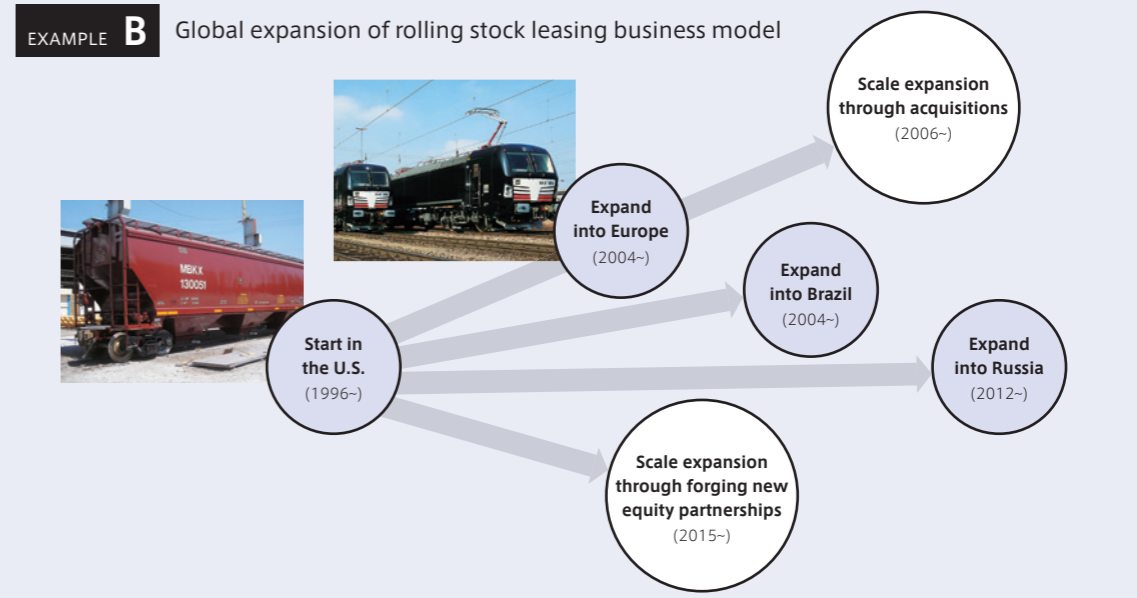 EXAMPLE B
Global expansion of rolling stock leasing business model
Scale expansion
through acquisitions
(2006~)
Expand
into Europe
(2004~)
Expand
into Brazil
(2004~)
MBKX
130051
Start in
the U.S.
(1996~)
Expand
into Russia
(2012~)
Scale expansion
through forging new
equity partnerships
(2015~)